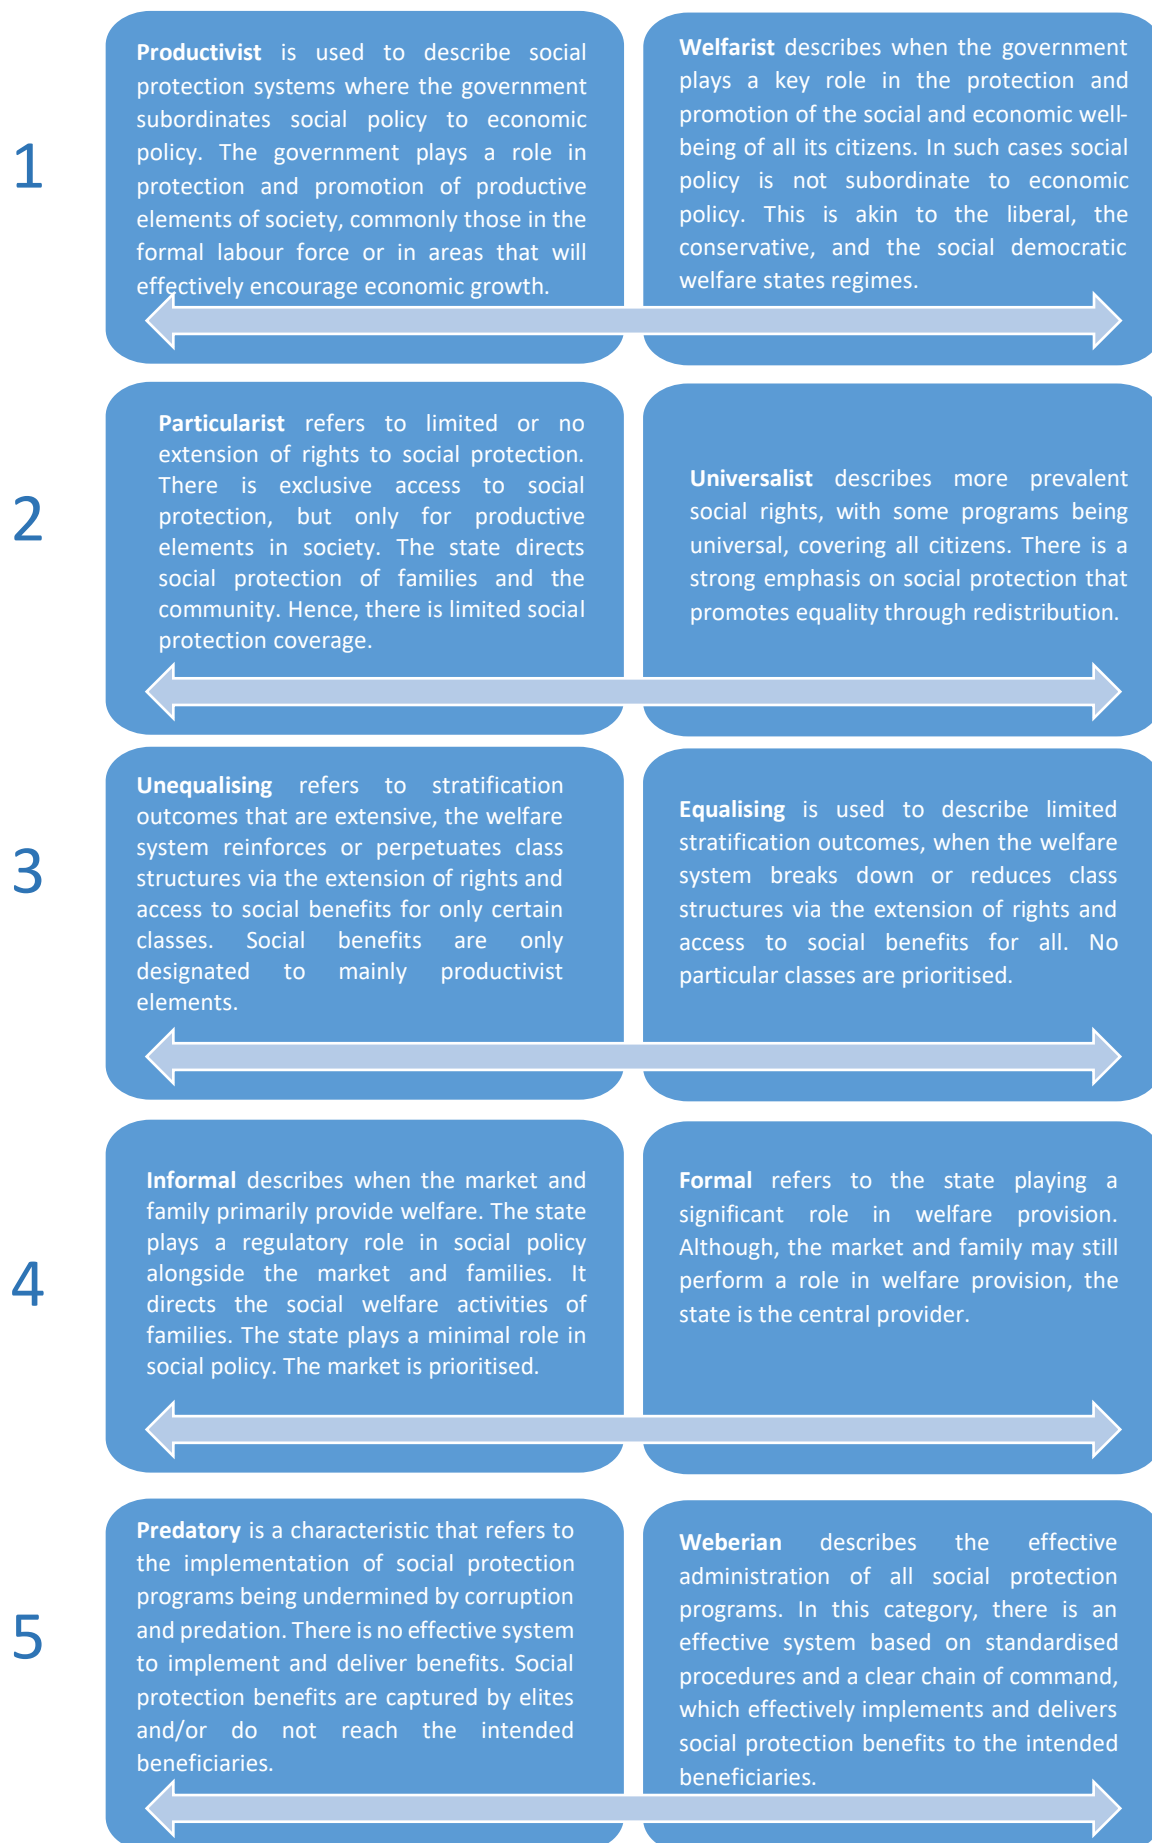 1
Productivist is used to describe social
protection systems where the government
subordinates social policy to economic
policy. The government plays a role in
protection and promotion of productive
elements of society, commonly those in the
formal labour force or in areas that will
effectively encourage economic growth.
Welfarist describes when the government
plays a key role in the protection and
promotion of the social and economic well-
being of all its citizens. In such cases social
policy is not subordinate to economic
policy. This is akin to the liberal, the
conservative, and the social democratic
welfare states regimes.
2
Particularist refers to limited or no
extension of rights to social protection.
There is exclusive access to social
protection, but only for productive
elements in society. The state directs
social protection of families and the
community. Hence, there is limited social
protection coverage.
Universalist describes more prevalent
social rights, with some programs being
universal, covering all citizens. There is a
strong emphasis on social protection that
promotes equality through redistribution.
3
Unequalising refers to stratification
outcomes that are extensive, the welfare
system reinforces or perpetuates class
structures via the extension of rights and
access to social benefits for only certain
classes. Social benefits are only
designated to mainly productivist
elements.
Equalising is used to describe limited
stratification outcomes, when the welfare
system breaks down or reduces class
structures via the extension of rights and
access to social benefits for all. No
particular classes are prioritised.
4
Informal describes when the market and
family primarily provide welfare. The state
plays a regulatory role in social policy
alongside the market and families. It
directs the social welfare activities of
families. The state plays a minimal role in
social policy. The market is prioritised.
Formal refers to the state playing a
significant role in welfare provision.
Although, the market and family may still
perform a role in welfare provision, the
state is the central provider.
5
Predatory is a characteristic that refers to
the implementation of social protection
programs being undermined by corruption
and predation. There is no effective system
to implement and deliver benefits. Social
protection benefits are captured by elites
and/or do not reach the intended
beneficiaries.
Weberian describes the effective
administration of all social protection
programs. In this category, there is an
effective system based on standardised
procedures and a clear chain of command,
which effectively implements and delivers
social protection benefits to the intended
beneficiaries.